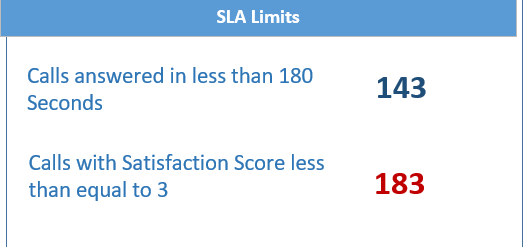 SLA Limits
Calls answered in less than 180
Seconds
143
Calls with Satisfaction Score less
than equal to 3
183